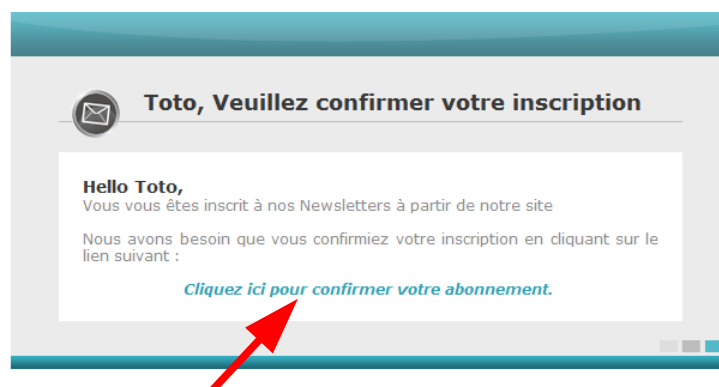 Toto, Veuillez confirmer votre inscription
Hello Toto,
Vous vous êtes inscrit à nos Newsletters à partir de notre site
Nous avons besoin que vous confirmiez votre inscription en cliquant sur le
lien suivant :
Cliquez ici pour confirmer votre abonnement.